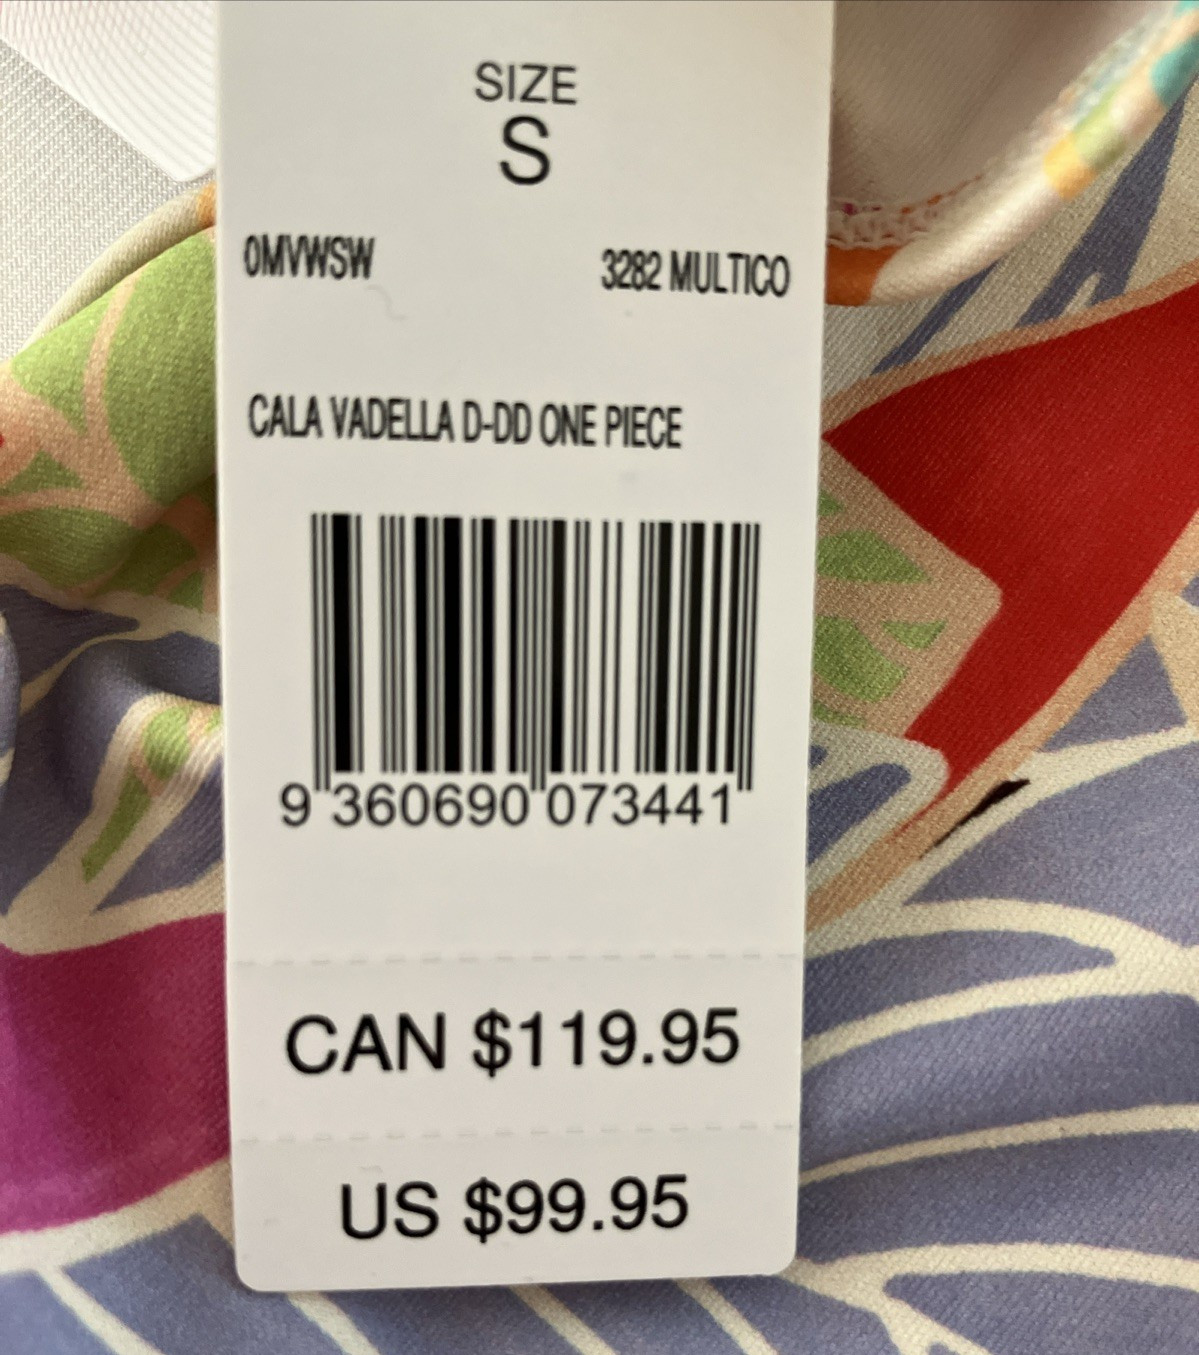 SIZE
S
0MVWSW 3282 MULTICO
CALA VADELLA D-DD ONE PIECE
9 360690 073441
CAN $119.95
US $99.95